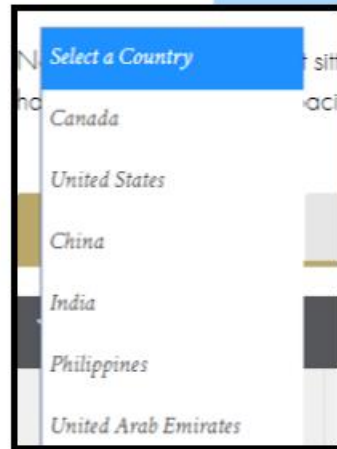 Select a Country
Canada
United States
China
India
Philippines
United Arab Emirates